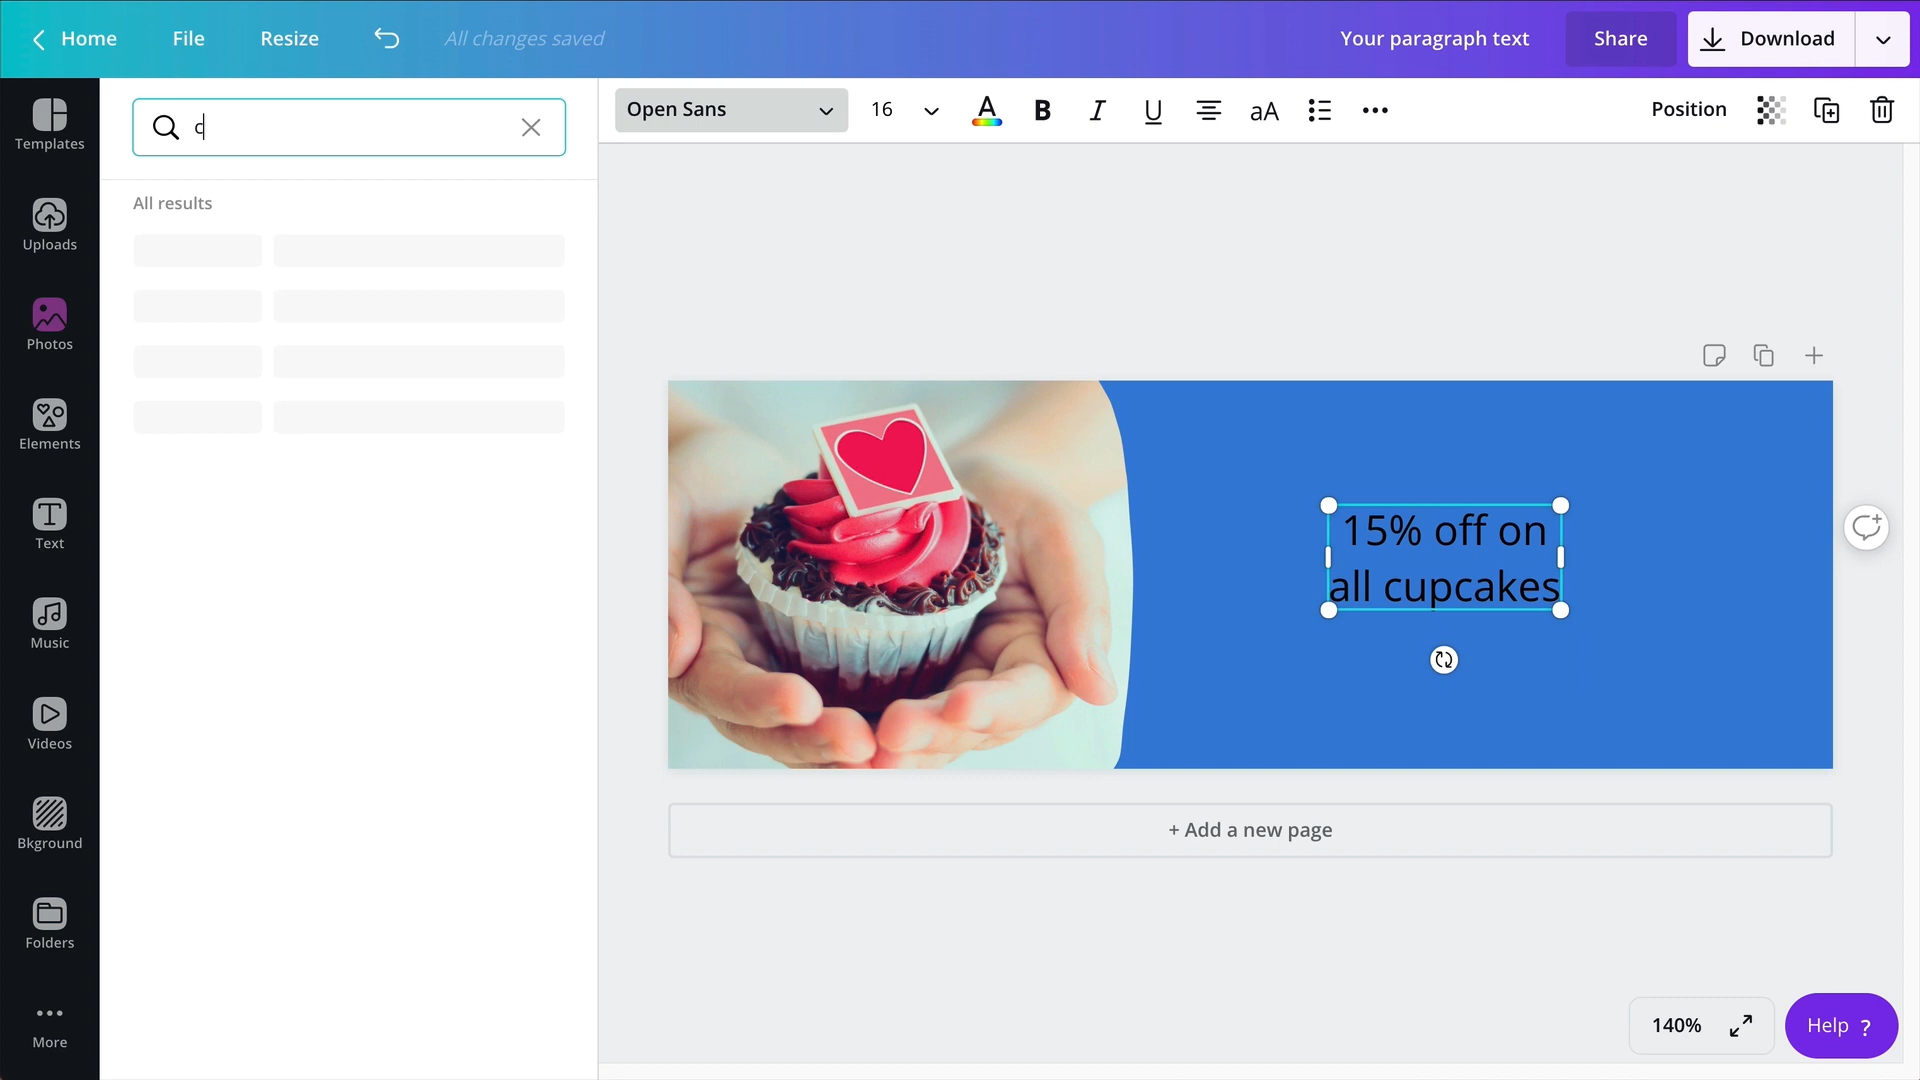 Home File Resize All changes saved Your paragraph text Share Download
c
Open Sans 16 A B I U aA Position
All results
Templates
Uploads
Photos
Elements
Text
Music
Videos
Bkground
Folders
More
15% off on
all cupcakes
+ Add a new page
140% Help ?